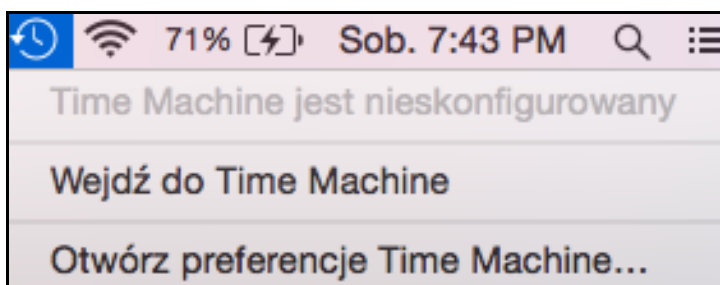 71% Sob. 7:43 PM
Time Machine jest nieskonfigurowany
Wejdź do Time Machine
Otwórz preferencje Time Machine...